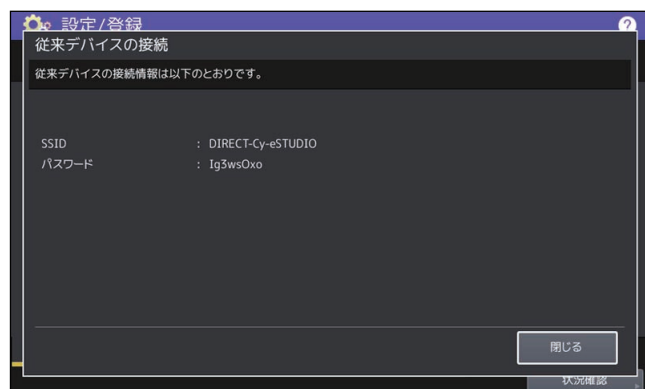 設定/登録
?
従来デバイスの接続
従来デバイスの接続情報は以下のとおりです。
SSID : DIRECT-Cy-eSTUDIO
パスワード : Ig3wsOxo
閉じる
状況確認